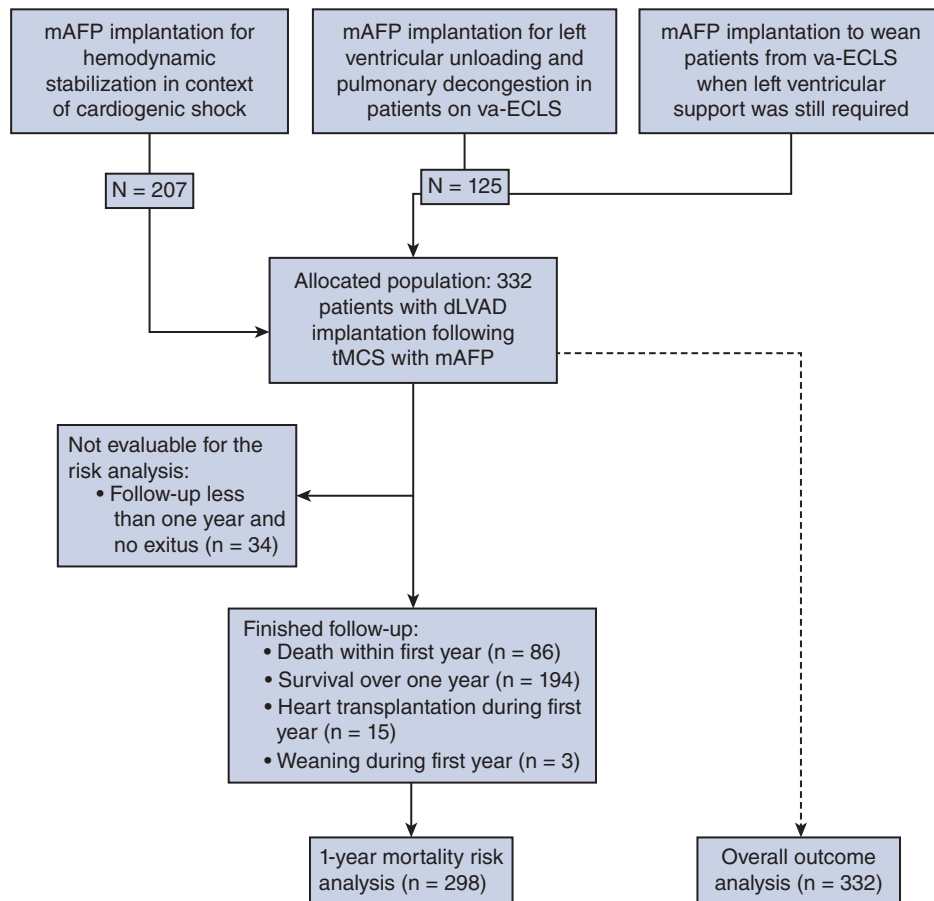 mAFP implantation for
hemodynamic
stabilization in context
of cardiogenic shock
mAFP implantation for left
ventricular unloading and
pulmonary decongestion in
patients on va-ECLS
mAFP implantation to wean
patients from va-ECLS
when left ventricular
support was still required
N = 207
N = 125
Allocated population: 332
patients with dLVAD
implantation following
tMCS with mAFP
Not evaluable for the
risk analysis:
• Follow-up less
than one year and
no exitus (n = 34)
Finished follow-up:
• Death within first year (n = 86)
• Survival over one year (n = 194)
• Heart transplantation during first
year (n = 15)
• Weaning during first year (n = 3)
1-year mortality risk
analysis (n = 298)
Overall outcome
analysis (n = 332)